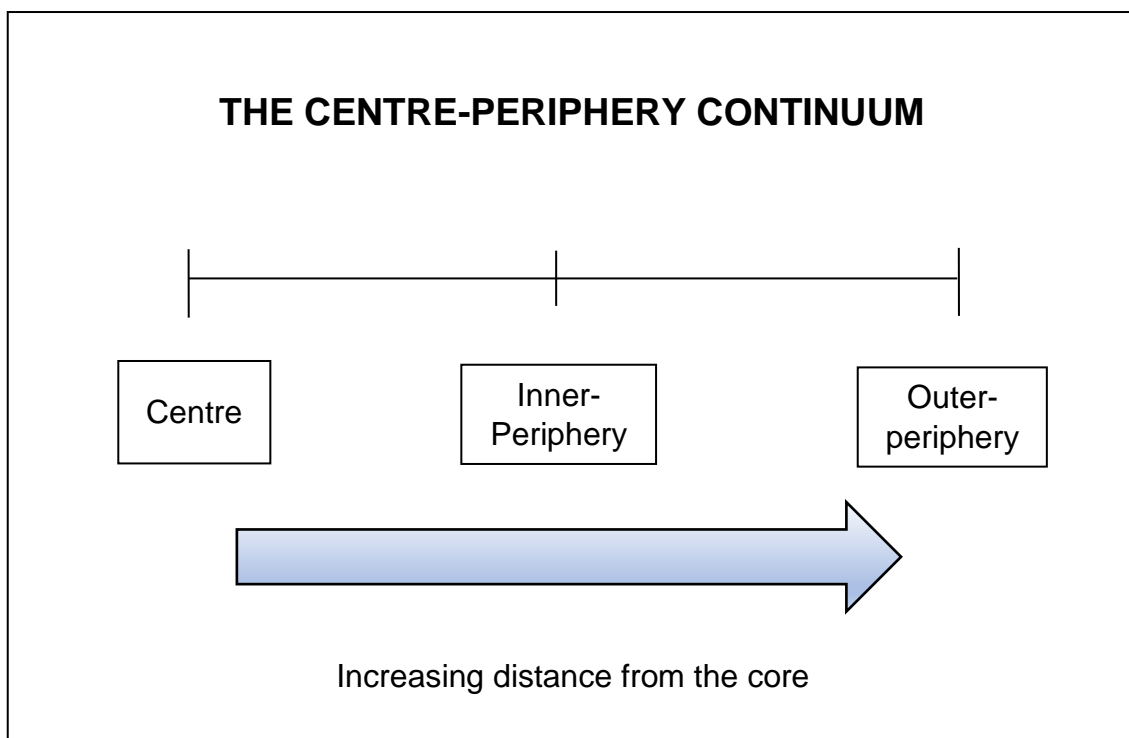 THE CENTRE-PERIPHERY CONTINUUM
Centre
Inner-
Periphery
Outer-
periphery
Increasing distance from the core